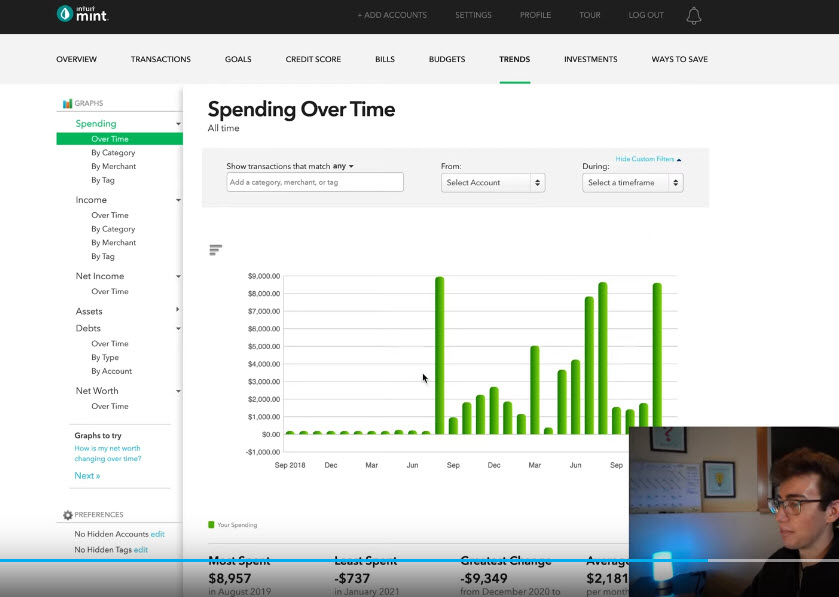 intuit
mint
+ ADD ACCOUNTS SETTINGS PROFILE TOUR LOG OUT
OVERVIEW TRANSACTIONS GOALS CREDIT SCORE BILLS BUDGETS TRENDS INVESTMENTS WAYS TO SAVE
GRAPHS
Spending
Over Time
By Category
By Merchant
By Tag
Income
Over Time
By Category
By Merchant
By Tag
Net Income
Over Time
Assets
Debts
Over Time
By Type
By Account
Net Worth
Over Time
Graphs to try
How is my net worth
changing over time?
Next »
PREFERENCES
No Hidden Accounts edit
No Hidden Tags edit
Spending Over Time
All time
Hide Custom Filters
Show transactions that match any From: During:
Add a category, merchant, or tag Select Account Select a timeframe
$9,000.00
$8,000.00
$7,000.00
$6,000.00
$5,000.00
$4,000.00
$3,000.00
$2,000.00
$1,000.00
$0.00
-$1,000.00
Sep 2018 Dec Mar Jun Sep Dec Mar Jun Sep
Your Spending
Most Spent Least Spent Greatest Change Average
$8,957 -$737 -$9,349 $2,181
in August 2019 in January 2021 from December 2020 to per month